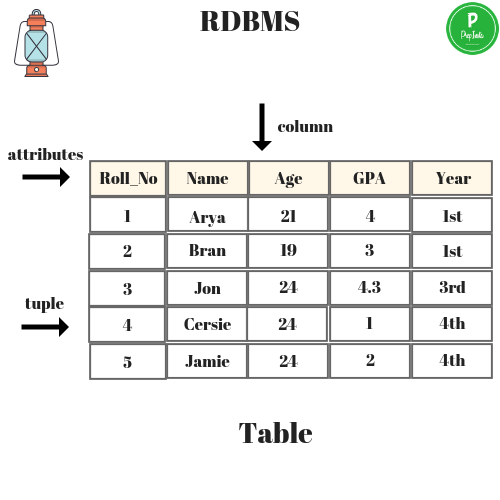 RDBMS
P
column
attributes
Roll_No Name Age GPA Year
1 Arya 21 4 1st
2 Bran 19 3 1st
3 Jon 24 4.3 3rd
tuple
4 Cersie 24 1 4th
5 Jamie 24 2 4th
Table